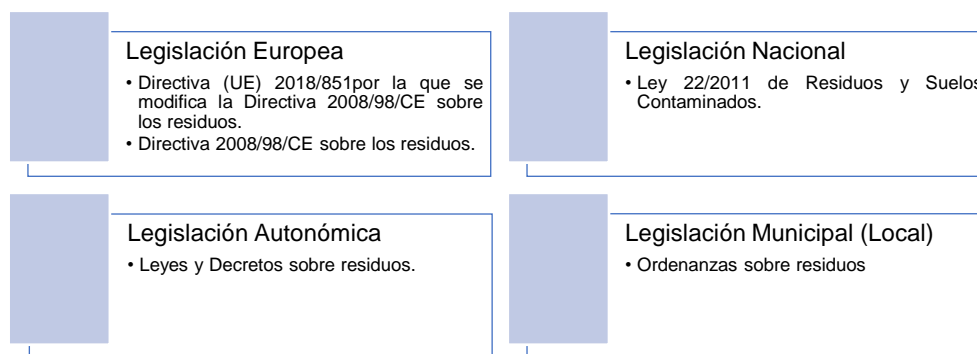 Legislación Europea
• Directiva (UE) 2018/851por la que se
modifica la Directiva 2008/98/CE sobre
los residuos.
• Directiva 2008/98/CE sobre los residuos.
Legislación Nacional
• Ley 22/2011 de Residuos y Suelos
Contaminados.
Legislación Autonómica
• Leyes y Decretos sobre residuos.
Legislación Municipal (Local)
• Ordenanzas sobre residuos